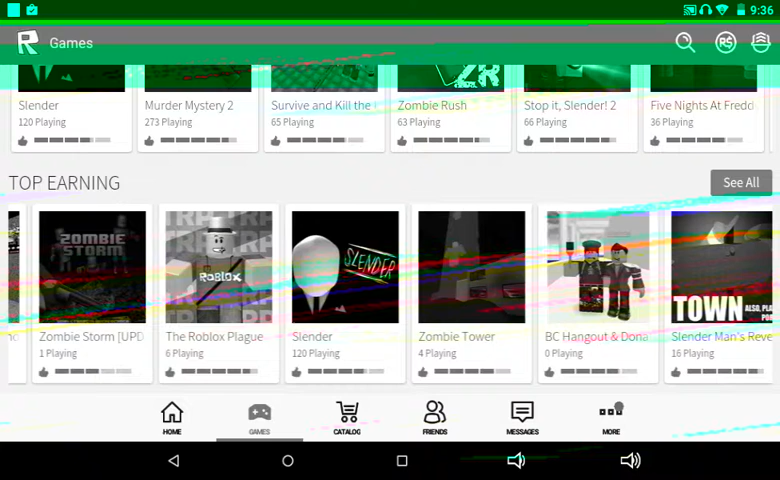 9:36
R
Games
R$
ZR
Slender
120 Playing
Murder Mystery 2
273 Playing
Survive and Kill the
65 Playing
Zombie Rush
63 Playing
Stop it, Slender! 2
66 Playing
Five Nights At Fredd
36 Playing
TOP EARNING
See All
ZOMBIE
STORM
Zombie Storm [UPD
1 Playing
ROBLOX
The Roblox Plague
6 Playing
SLENDER
Slender
120 Playing
Zombie Tower
4 Playing
BC Hangout & Dona
0 Playing
TOWN
ALSO, PLA
Slender Man's Reve
16 Playing
HOME
GAMES
CATALOG
FRIENDS
MESSAGES
MORE